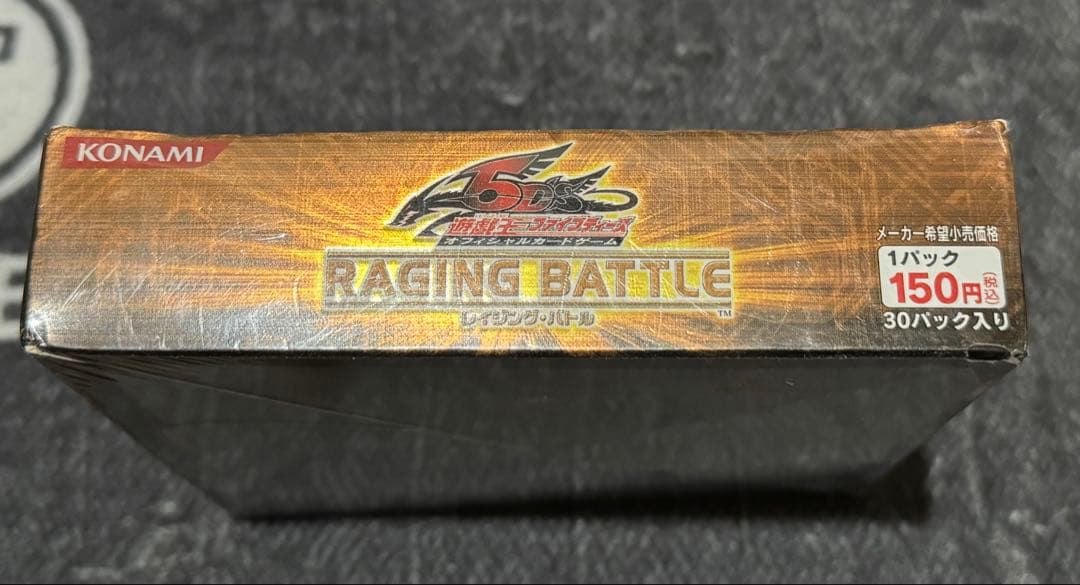 KONAMI
5D's
遊戯王ファイブディーズ
オフィシャルカードゲーム
RAGING BATTLE
TM
レイジング・バトル
メーカー希望小売価格
1パック
150円(税込)
30パック入り